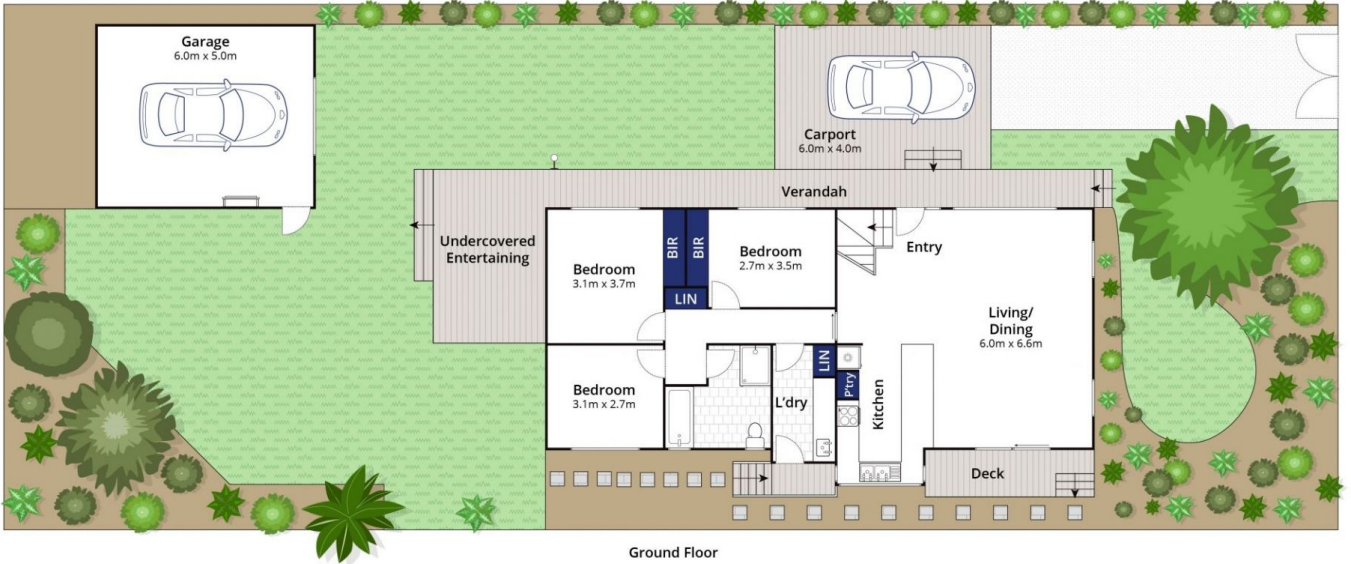 Garage
6.0m x 5.0m
Carport
6.0m x 4.0m
Verandah
Undercovered
Entertaining
Bedroom
3.1m x 3.7m
BIR
BIR
LIN
Bedroom
2.7m x 3.5m
Entry
Living/
Dining
6.0m x 6.6m
Bedroom
3.1m x 2.7m
L'dry
LIN
P'try
Kitchen
Deck
Ground Floor